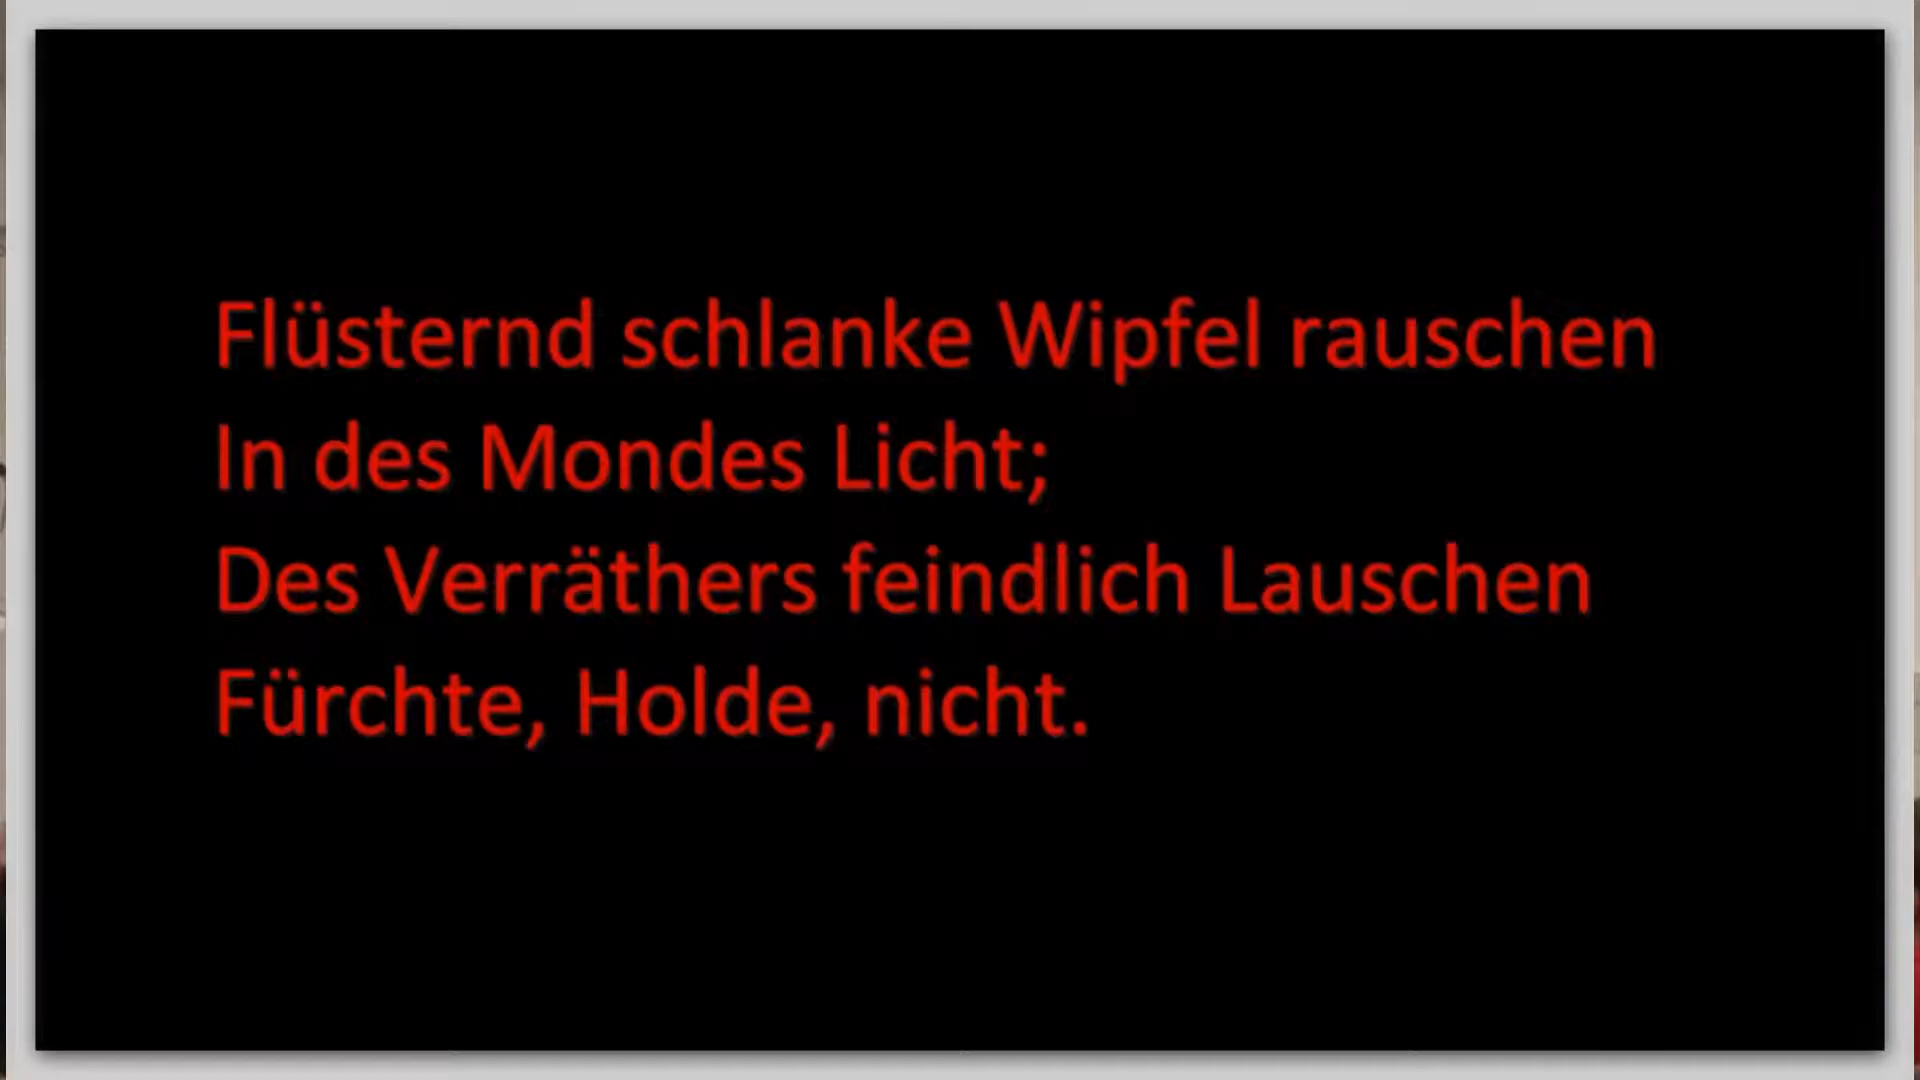 Flüsternd schlanke Wipfel rauschen
In des Mondes Licht;
Des Verräthers feindlich Lauschen
Fürchte, Holde, nicht.